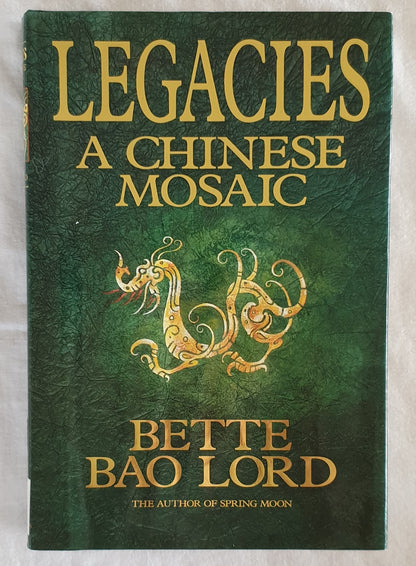 LEGACIES
A CHINESE
MOSAIC
BETTE
BAO LORD
THE AUTHOR OF SPRING MOON